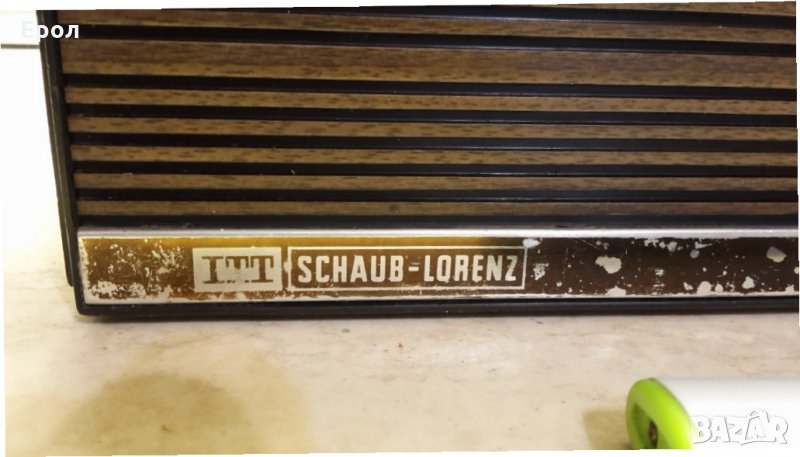 Ерол
ITT SCHAUB-LORENZ
BAZAR